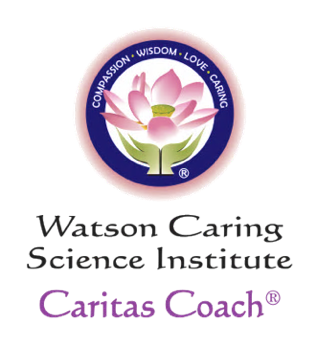 COMPASSION • WISDOM • LOVE • CARING
®
Watson Caring
Science Institute
Caritas Coach®